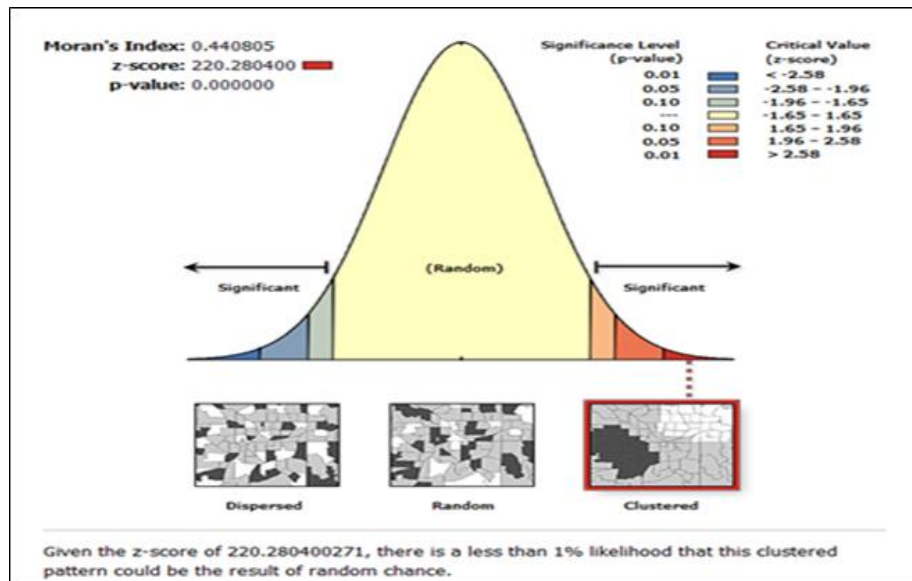 Moran's Index: 0.440805
z-score: 220.280400
p-value: 0.000000
Significance Level
(p-value)
Critical Value
(z-score)
0.01 < -2.58
0.05 -2.58 – -1.96
0.10 -1.96 – -1.65
--- -1.65 – 1.65
0.10 1.65 – 1.96
0.05 1.96 – 2.58
0.01 > 2.58
Significant
(Random)
Significant
Dispersed
Random
Clustered
Given the z-score of 220.280400271, there is a less than 1% likelihood that this clustered
pattern could be the result of random chance.